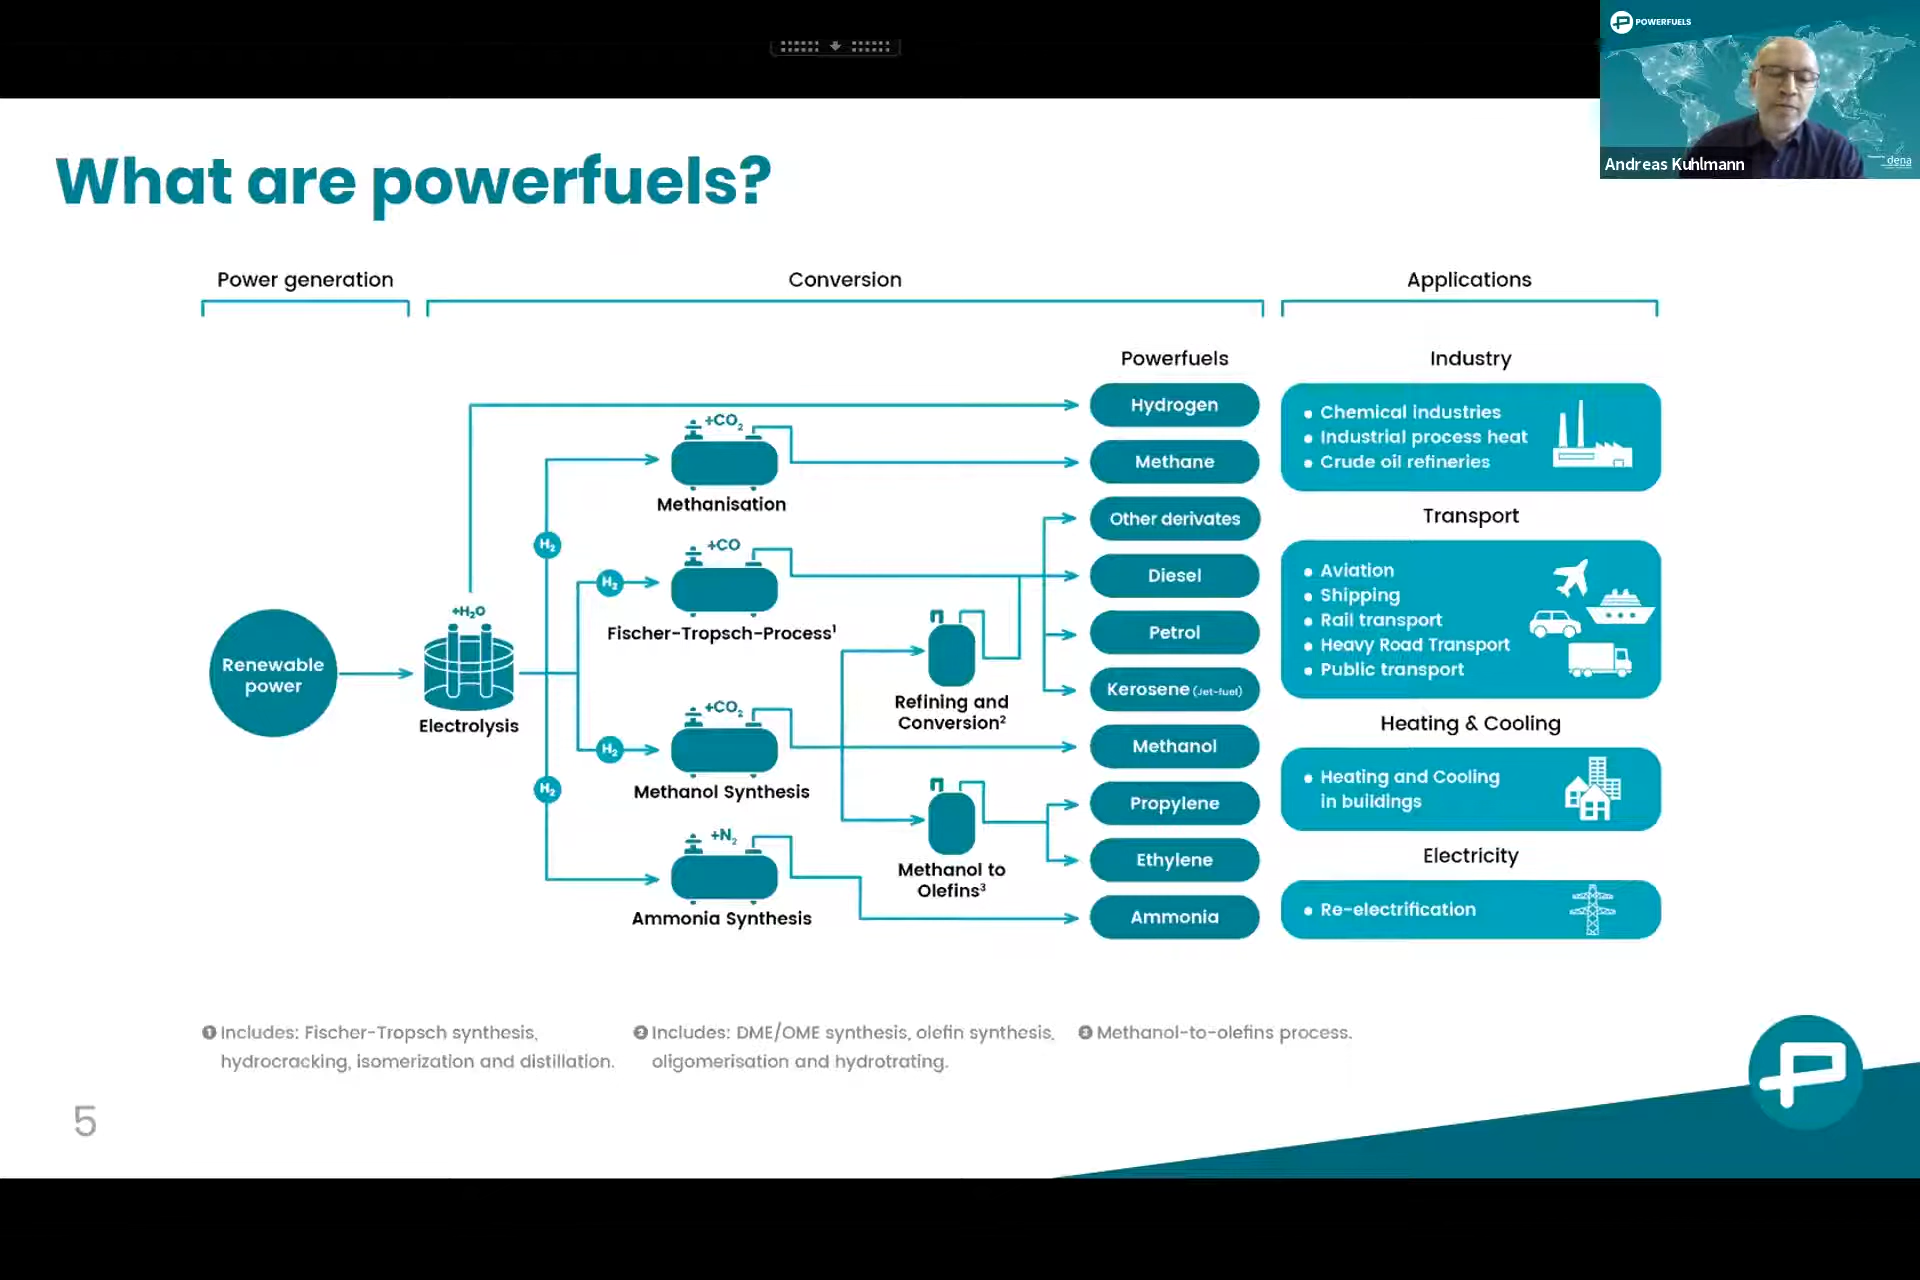 POWERFUELS
Andreas Kuhlmann
dena
What are powerfuels?
Power generation
Conversion
Applications
Powerfuels
Industry
Hydrogen
Methane
Other derivates
Diesel
Petrol
Kerosene (Jet-fuel)
Methanol
Propylene
Ethylene
Ammonia
Renewable
power
+H₂O
Electrolysis
H₂
H₂
H₂
H₂
+CO₂
Methanisation
+CO
Fischer-Tropsch-Process¹
+CO₂
Methanol Synthesis
+N₂
Ammonia Synthesis
Refining and
Conversion²
Methanol to
Olefins³
• Chemical industries
• Industrial process heat
• Crude oil refineries
Transport
• Aviation
• Shipping
• Rail transport
• Heavy Road Transport
• Public transport
Heating & Cooling
• Heating and Cooling
in buildings
Electricity
• Re-electrification
❶ Includes: Fischer-Tropsch synthesis,
hydrocracking, isomerization and distillation.
❷ Includes: DME/OME synthesis, olefin synthesis,
oligomerisation and hydrotrating.
❸ Methanol-to-olefins process.
5